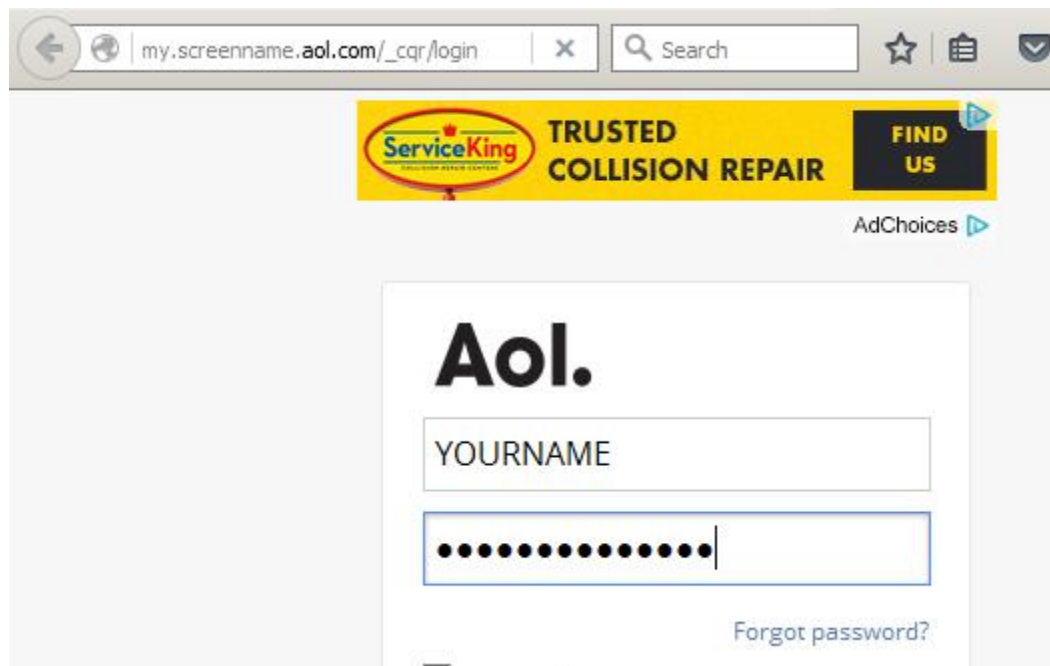 my.screenname.aol.com/_cqr/login
Search
ServiceKing
TRUSTED
COLLISION REPAIR
FIND
US
AdChoices
Aol.
YOURNAME
●●●●●●●●●●●●●●
Forgot password?